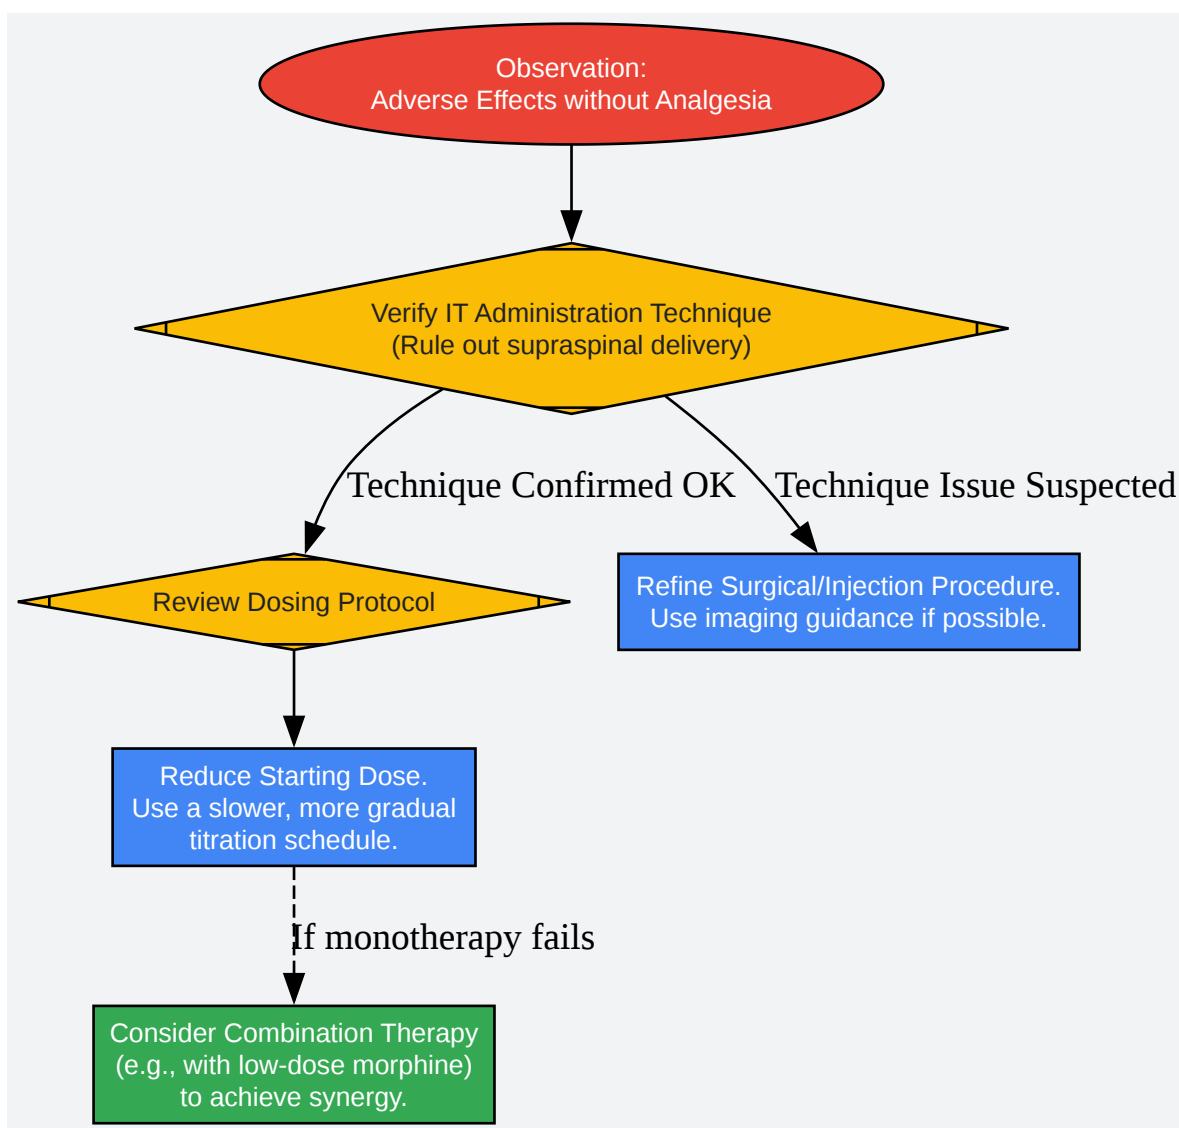 Observation:
Adverse Effects without Analgesia
Verify IT Administration Technique
(Rule out supraspinal delivery)
Technique Confirmed OK
Technique Issue Suspected
Review Dosing Protocol
Refine Surgical/Injection Procedure.
Use imaging guidance if possible.
Reduce Starting Dose.
Use a slower, more gradual
titration schedule.
If monotherapy fails
Consider Combination Therapy
(e.g., with low-dose morphine)
to achieve synergy.